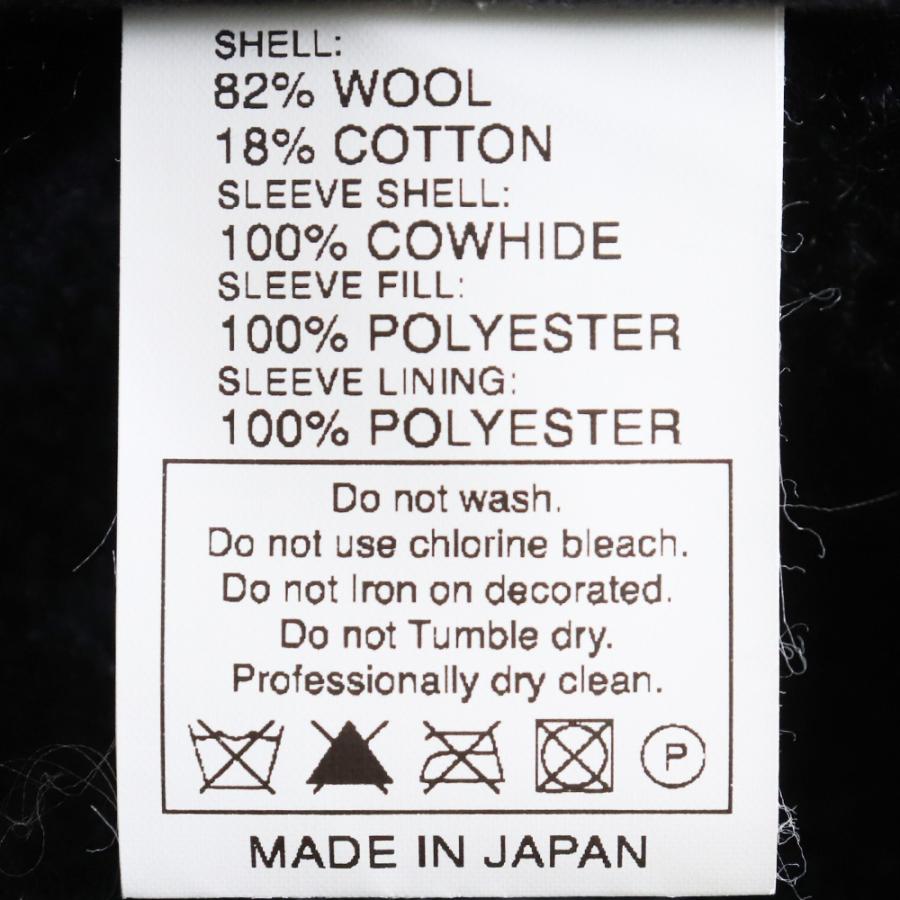 SHELL:
82% WOOL
18% COTTON
SLEEVE SHELL:
100% COWHIDE
SLEEVE FILL:
100% POLYESTER
SLEEVE LINING:
100% POLYESTER
Do not wash.
Do not use chlorine bleach.
Do not Iron on decorated.
Do not Tumble dry.
Professionally dry clean.
P
MADE IN JAPAN